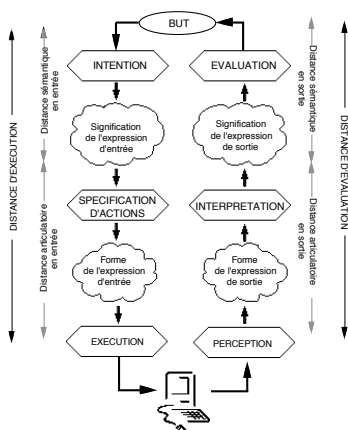 BUT
INTENTION
EVALUATION
Signification
de l'expression
d'entrée
Signification
de l'expression
de sortie
SPECIFICATION
D'ACTIONS
INTERPRETATION
Forme
de l'expression
d'entrée
Forme
de l'expression
de sortie
EXECUTION
PERCEPTION
DISTANCE D'EXECUTION
Distance sémantique
en entrée
Distance articulatoire
en entrée
Distance sémantique
en sortie
Distance articulatoire
en sortie
DISTANCE D'EVALUATION